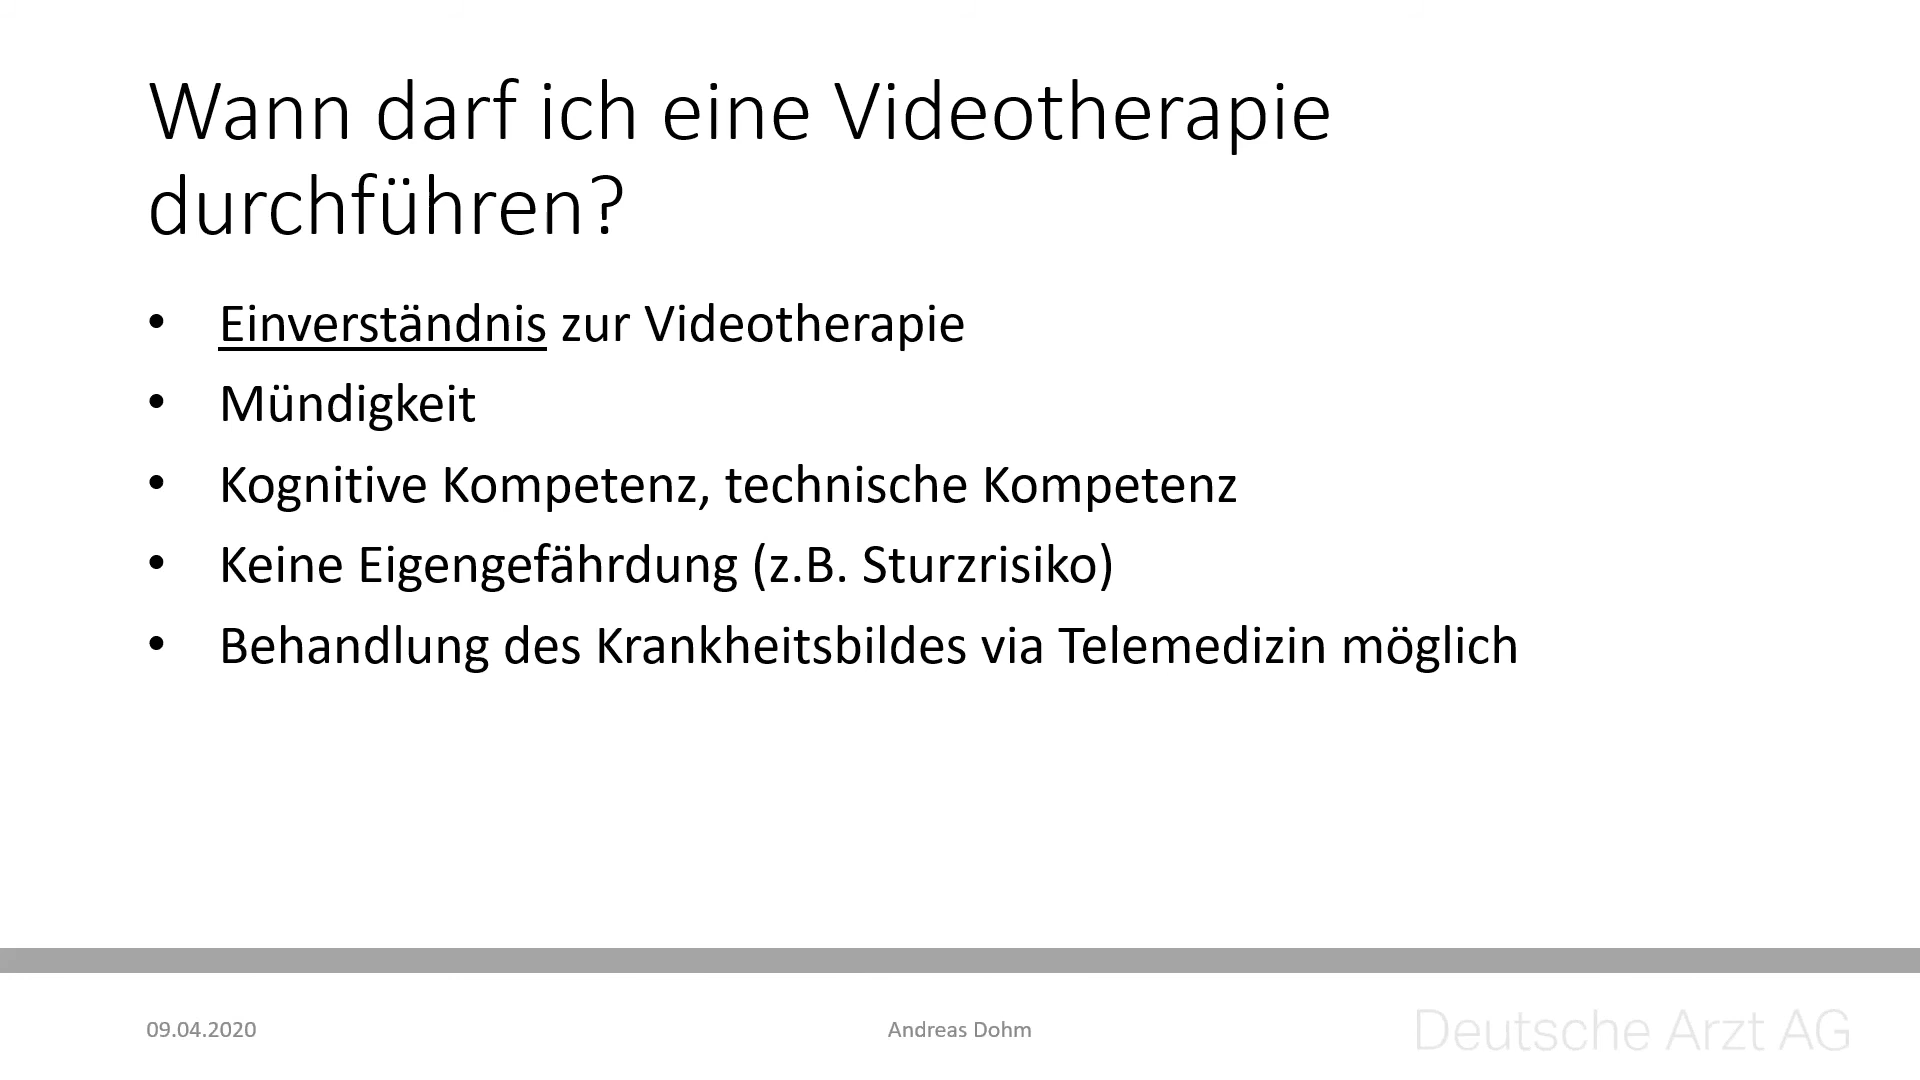 Wann darf ich eine Videotherapie
durchführen?
• Einverständnis zur Videotherapie
• Mündigkeit
• Kognitive Kompetenz, technische Kompetenz
• Keine Eigengefährdung (z.B. Sturzrisiko)
• Behandlung des Krankheitsbildes via Telemedizin möglich
09.04.2020
Andreas Dohm
Deutsche Arzt AG